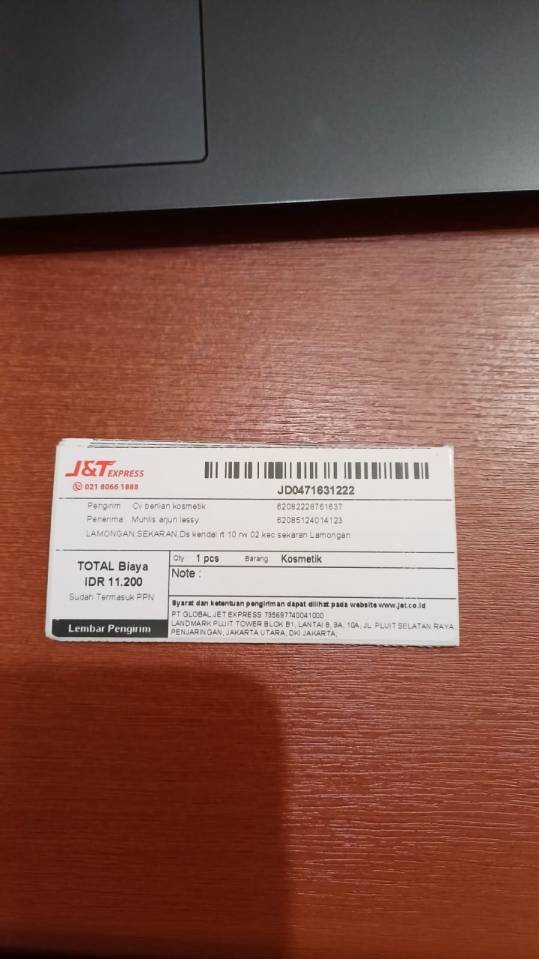 J&T EXPRESS
021 8066 1888
JD0471631222
Pengirim Cv berlian kosmetik 62082228761637
Penerima Muhlis arjun lessy 62085124014123
LAMONGAN,SEKARAN,Ds kendal rt 10 rw 02 kec sekaran Lamongan
TOTAL Biaya
IDR 11.200
Sudah Termasuk PPN
Lembar Pengirim
Qty 1 pcs Barang Kosmetik
Note :
Syarat dan ketentuan pengiriman dapat dilihat pada website www.jet.co.id
PT GLOBAL JET EXPRESS 735697740041000
LANDMARK PLUIT TOWER BLOK B1, LANTAI 8, 9A, 10A, JL. PLUIT SELATAN RAYA,
PENJARINGAN, JAKARTA UTARA, DKI JAKARTA,